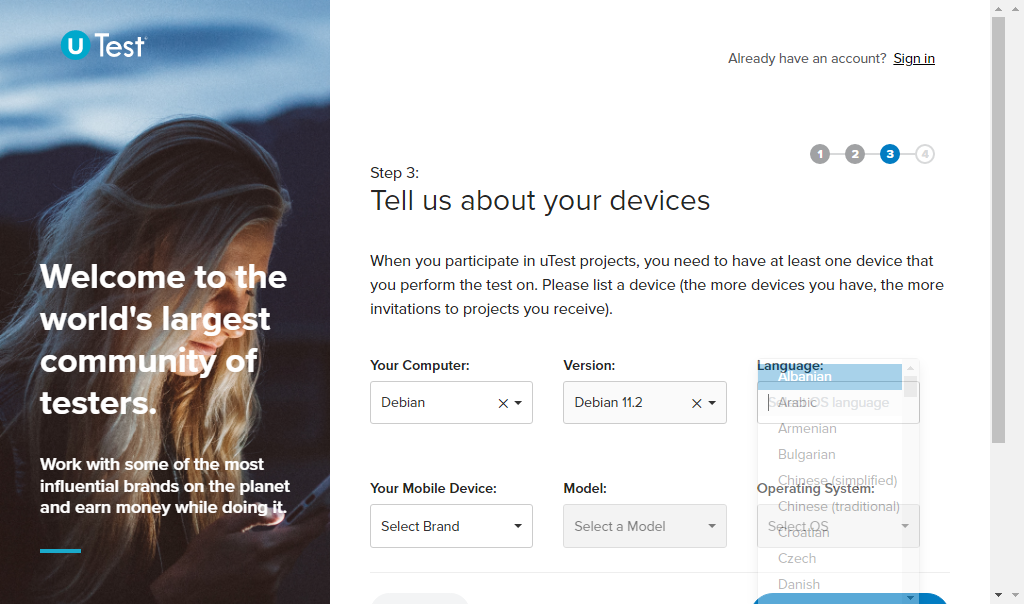 U Test
Already have an account? Sign in
1 2 3 4
Step 3:
Tell us about your devices
Welcome to the
world's largest
community of
testers.
Work with some of the most
influential brands on the planet
and earn money while doing it.
When you participate in uTest projects, you need to have at least one device that
you perform the test on. Please list a device (the more devices you have, the more
invitations to projects you receive).
Your Computer: Version: Language:
Debian Debian 11.2 Select OS language
Your Mobile Device: Model: Operating System:
Select Brand Select a Model Select OS
Albanian
Arabic
Armenian
Bulgarian
Chinese (simplified)
Chinese (traditional)
Croatian
Czech
Danish